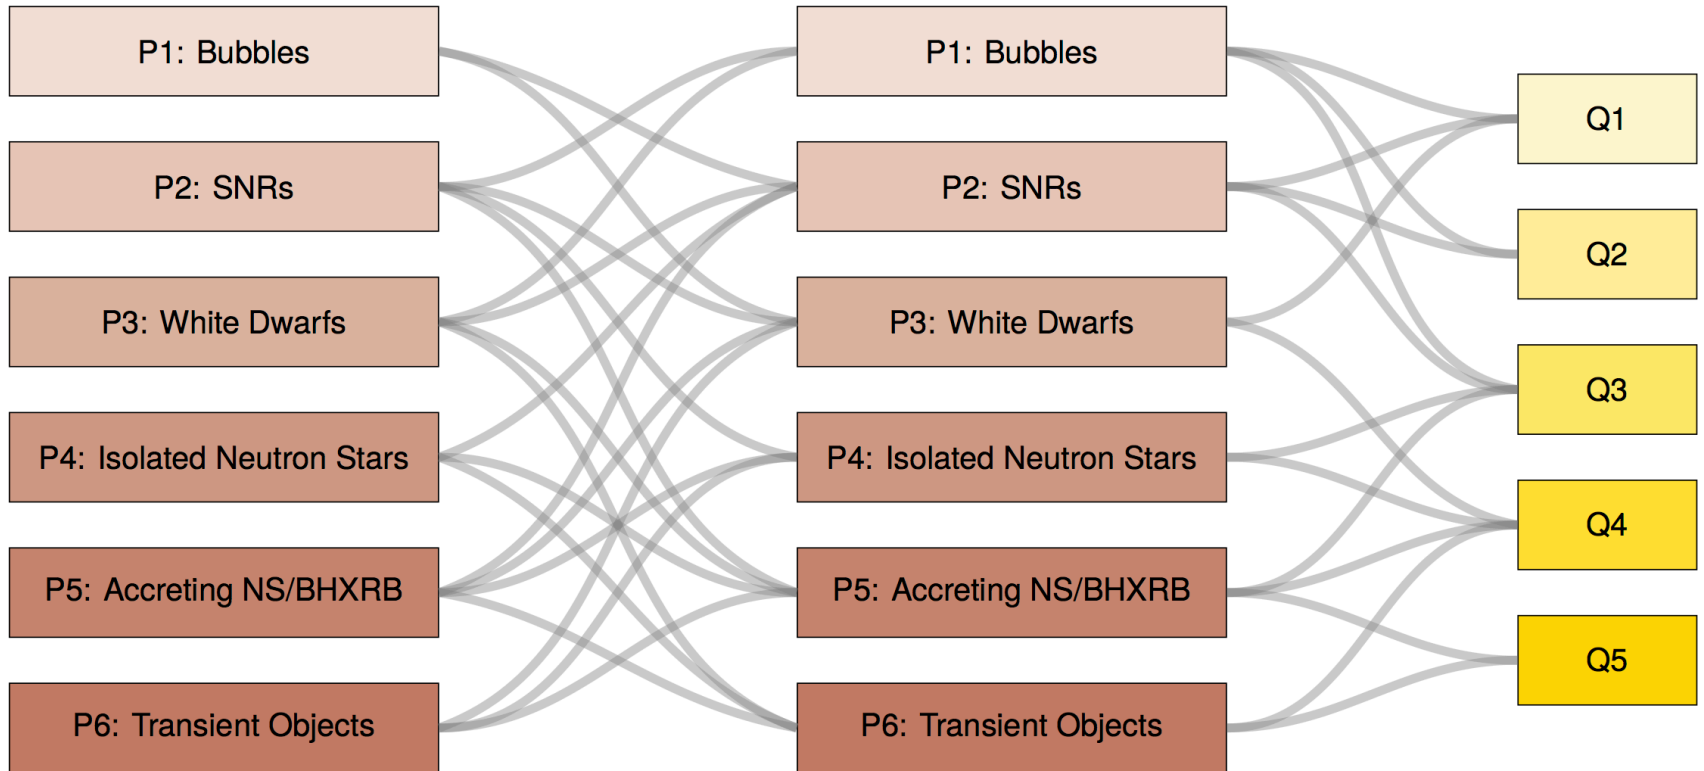 P1: Bubbles
P2: SNRs
P3: White Dwarfs
P4: Isolated Neutron Stars
P5: Accreting NS/BHXRB
P6: Transient Objects
P1: Bubbles
P2: SNRs
P3: White Dwarfs
P4: Isolated Neutron Stars
P5: Accreting NS/BHXRB
P6: Transient Objects
Q1
Q2
Q3
Q4
Q5